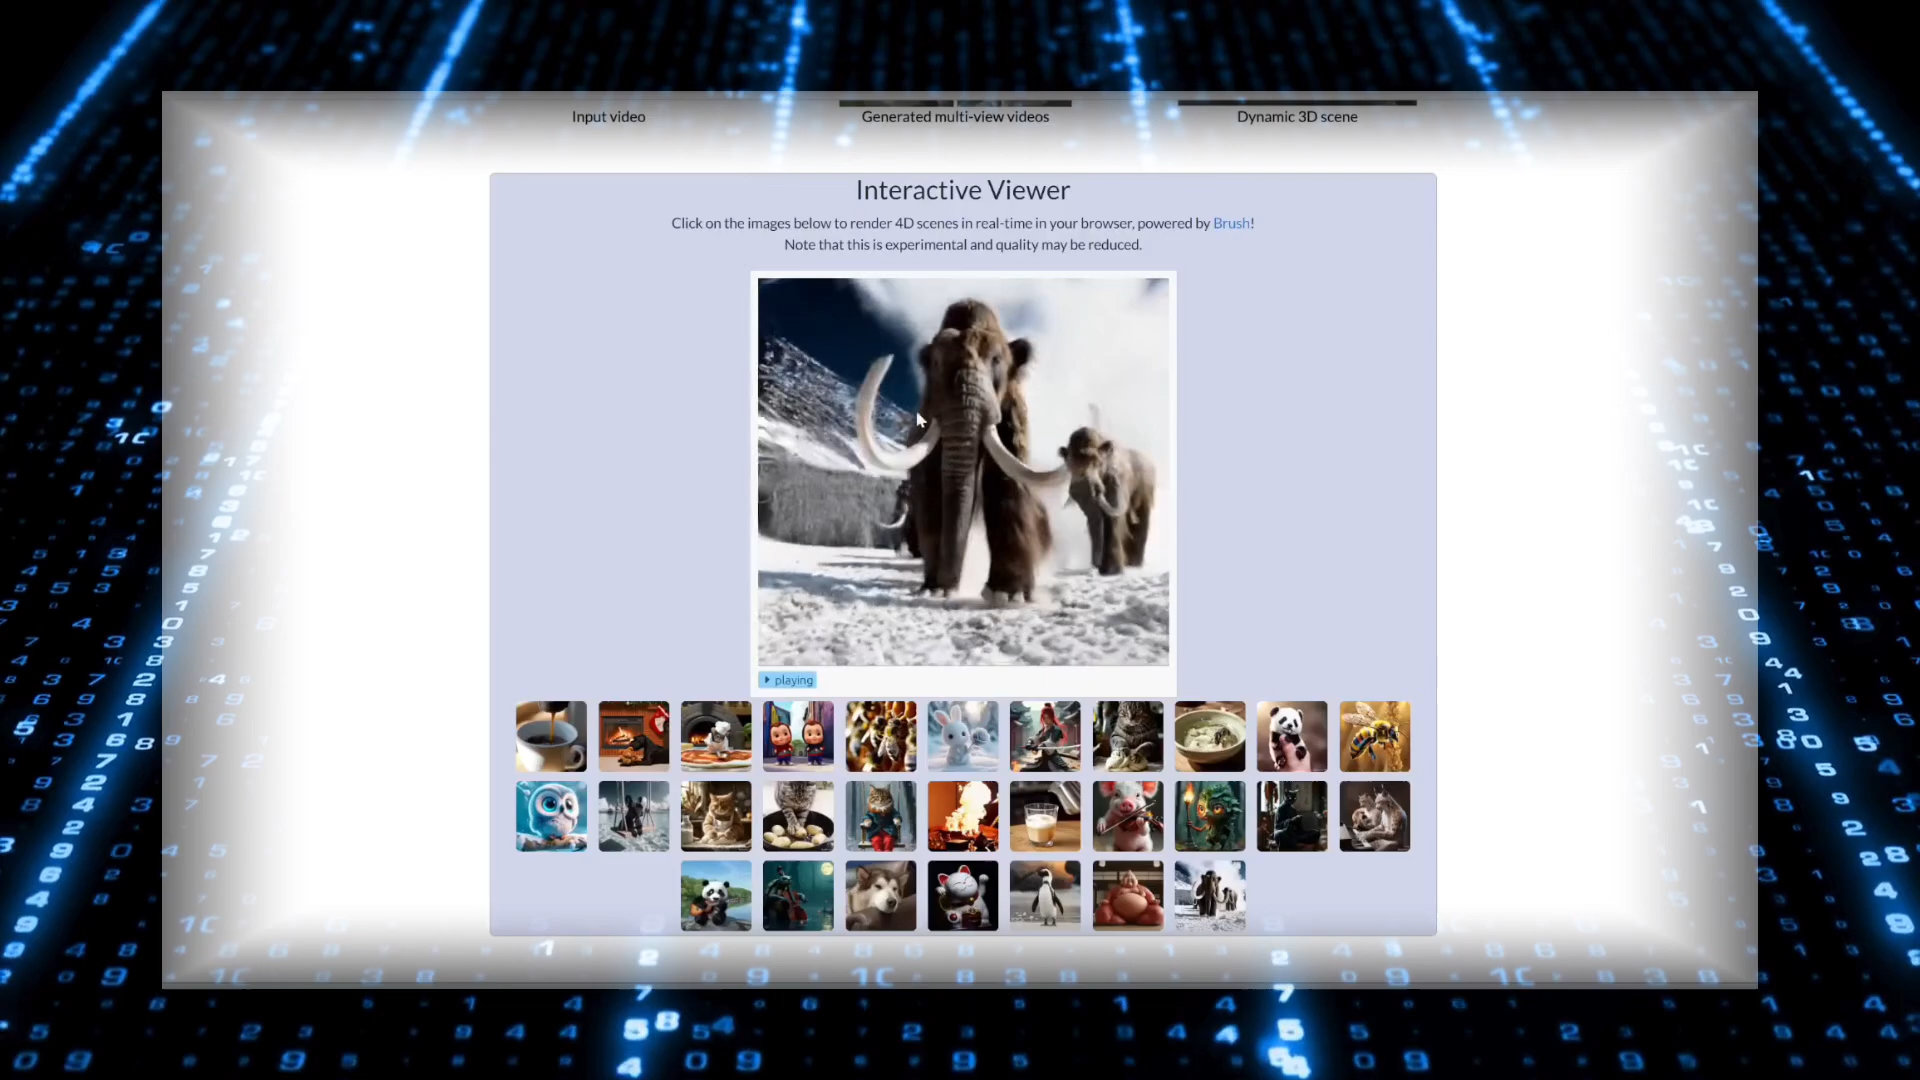 Input video
Generated multi-view videos
Dynamic 3D scene
Interactive Viewer
Click on the images below to render 4D scenes in real-time in your browser, powered by Brush!
Note that this is experimental and quality may be reduced.
playing